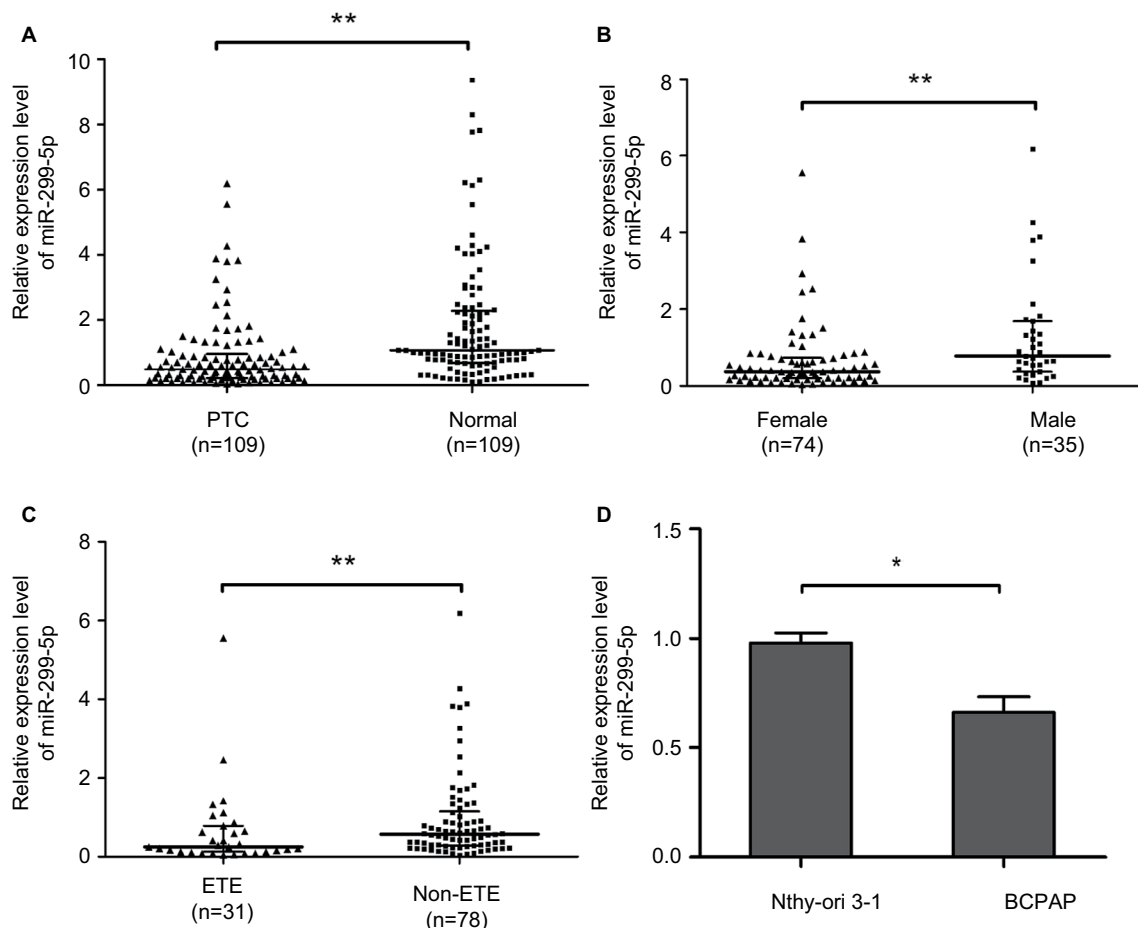 A
**
Relative expression level
of miR-299-5p
10
8
6
4
2
0
PTC
(n=109)
Normal
(n=109)
B
**
Relative expression level
of miR-299-5p
8
6
4
2
0
Female
(n=74)
Male
(n=35)
C
**
Relative expression level
of miR-299-5p
8
6
4
2
0
ETE
(n=31)
Non-ETE
(n=78)
D
*
Relative expression level
of miR-299-5p
1.5
1.0
0.5
0.0
Nthy-ori 3-1
BCPAP